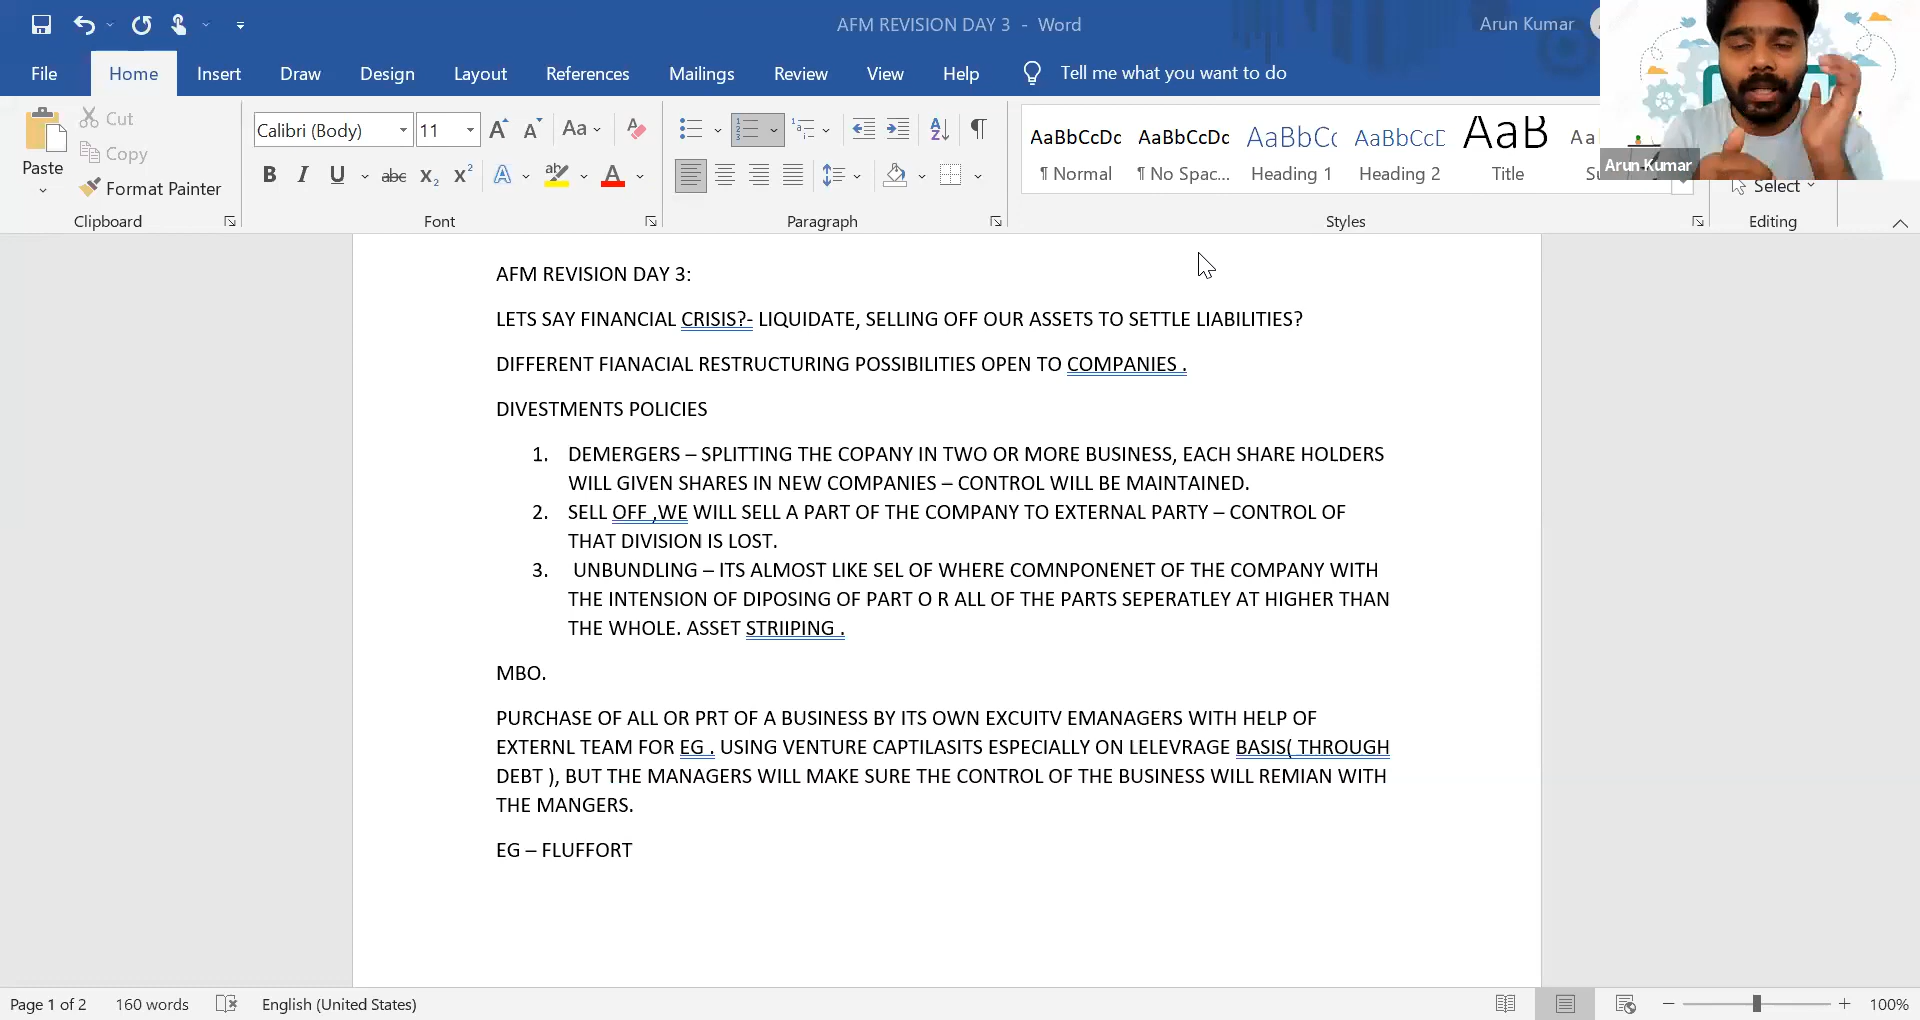 AFM REVISION DAY 3 - Word
Arun Kumar
File Home Insert Draw Design Layout References Mailings Review View Help Tell me what you want to do
Paste
Cut
Copy
Format Painter
Clipboard
Calibri (Body) 11
Font
Paragraph
AaBbCcDc AaBbCcDc AaBbCc AaBbCcD AaB Aa
¶ Normal ¶ No Spac... Heading 1 Heading 2 Title
Styles
Arun Kumar
Select
Editing
AFM REVISION DAY 3:
LETS SAY FINANCIAL CRISIS?- LIQUIDATE, SELLING OFF OUR ASSETS TO SETTLE LIABILITIES?
DIFFERENT FIANACIAL RESTRUCTURING POSSIBILITIES OPEN TO COMPANIES .
DIVESTMENTS POLICIES
1. DEMERGERS – SPLITTING THE COPANY IN TWO OR MORE BUSINESS, EACH SHARE HOLDERS
WILL GIVEN SHARES IN NEW COMPANIES – CONTROL WILL BE MAINTAINED.
2. SELL OFF ,WE WILL SELL A PART OF THE COMPANY TO EXTERNAL PARTY – CONTROL OF
THAT DIVISION IS LOST.
3. UNBUNDLING – ITS ALMOST LIKE SEL OF WHERE COMNPONENET OF THE COMPANY WITH
THE INTENSION OF DIPOSING OF PART O R ALL OF THE PARTS SEPERATLEY AT HIGHER THAN
THE WHOLE. ASSET STRIIPING .
MBO.
PURCHASE OF ALL OR PRT OF A BUSINESS BY ITS OWN EXCUITV EMANAGERS WITH HELP OF
EXTERNL TEAM FOR EG . USING VENTURE CAPTILASITS ESPECIALLY ON LELEVRAGE BASIS( THROUGH
DEBT ), BUT THE MANAGERS WILL MAKE SURE THE CONTROL OF THE BUSINESS WILL REMIAN WITH
THE MANGERS.
EG – FLUFFORT
Page 1 of 2 160 words English (United States) 100%